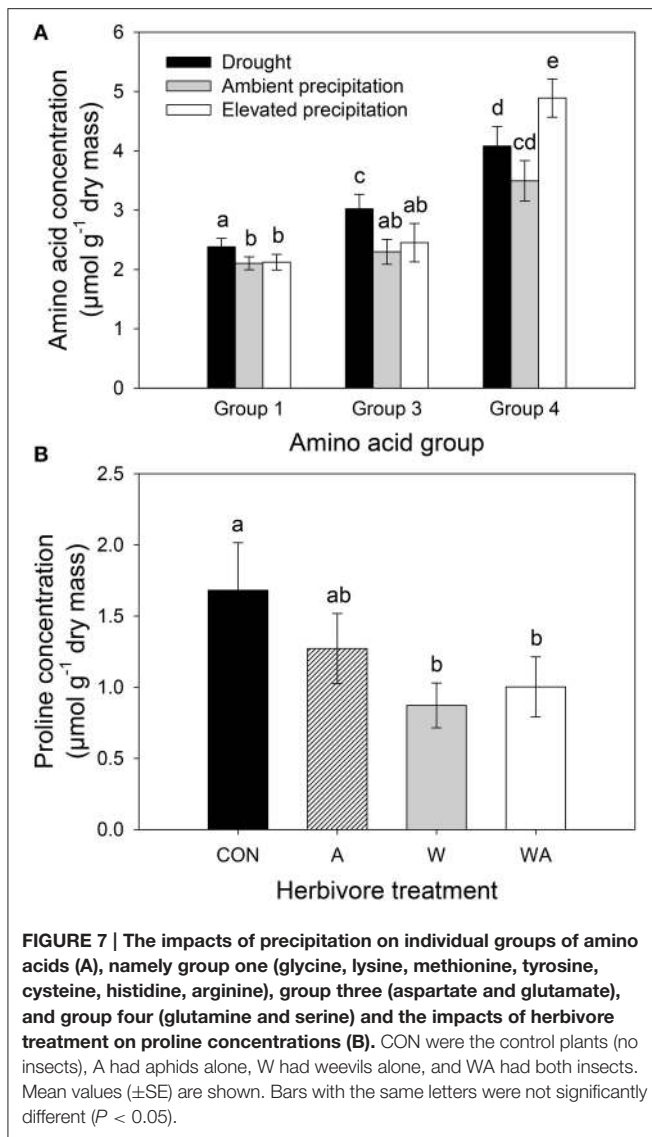 A
Amino acid concentration
(µmol g⁻¹ dry mass)
6
5
4
3
2
1
0
Drought
Ambient precipitation
Elevated precipitation
a
b
b
c
ab
ab
d
cd
e
Group 1
Group 3
Group 4
Amino acid group
B
Proline concentration
(µmol g⁻¹ dry mass)
2.5
2.0
1.5
1.0
0.5
0.0
a
ab
b
b
CON
A
W
WA
Herbivore treatment
FIGURE 7 | The impacts of precipitation on individual groups of amino
acids (A), namely group one (glycine, lysine, methionine, tyrosine,
cysteine, histidine, arginine), group three (aspartate and glutamate),
and group four (glutamine and serine) and the impacts of herbivore
treatment on proline concentrations (B). CON were the control plants (no
insects), A had aphids alone, W had weevils alone, and WA had both insects.
Mean values (±SE) are shown. Bars with the same letters were not significantly
different (P < 0.05).